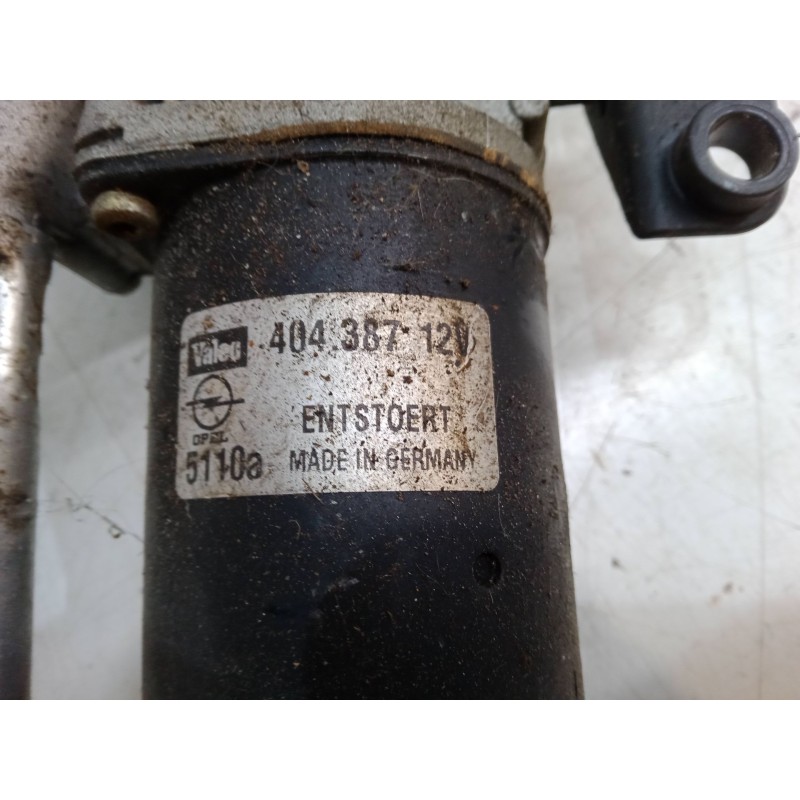 Valeo 404.387 12V
ENTSTOERT
OPEL
5110a MADE IN GERMANY